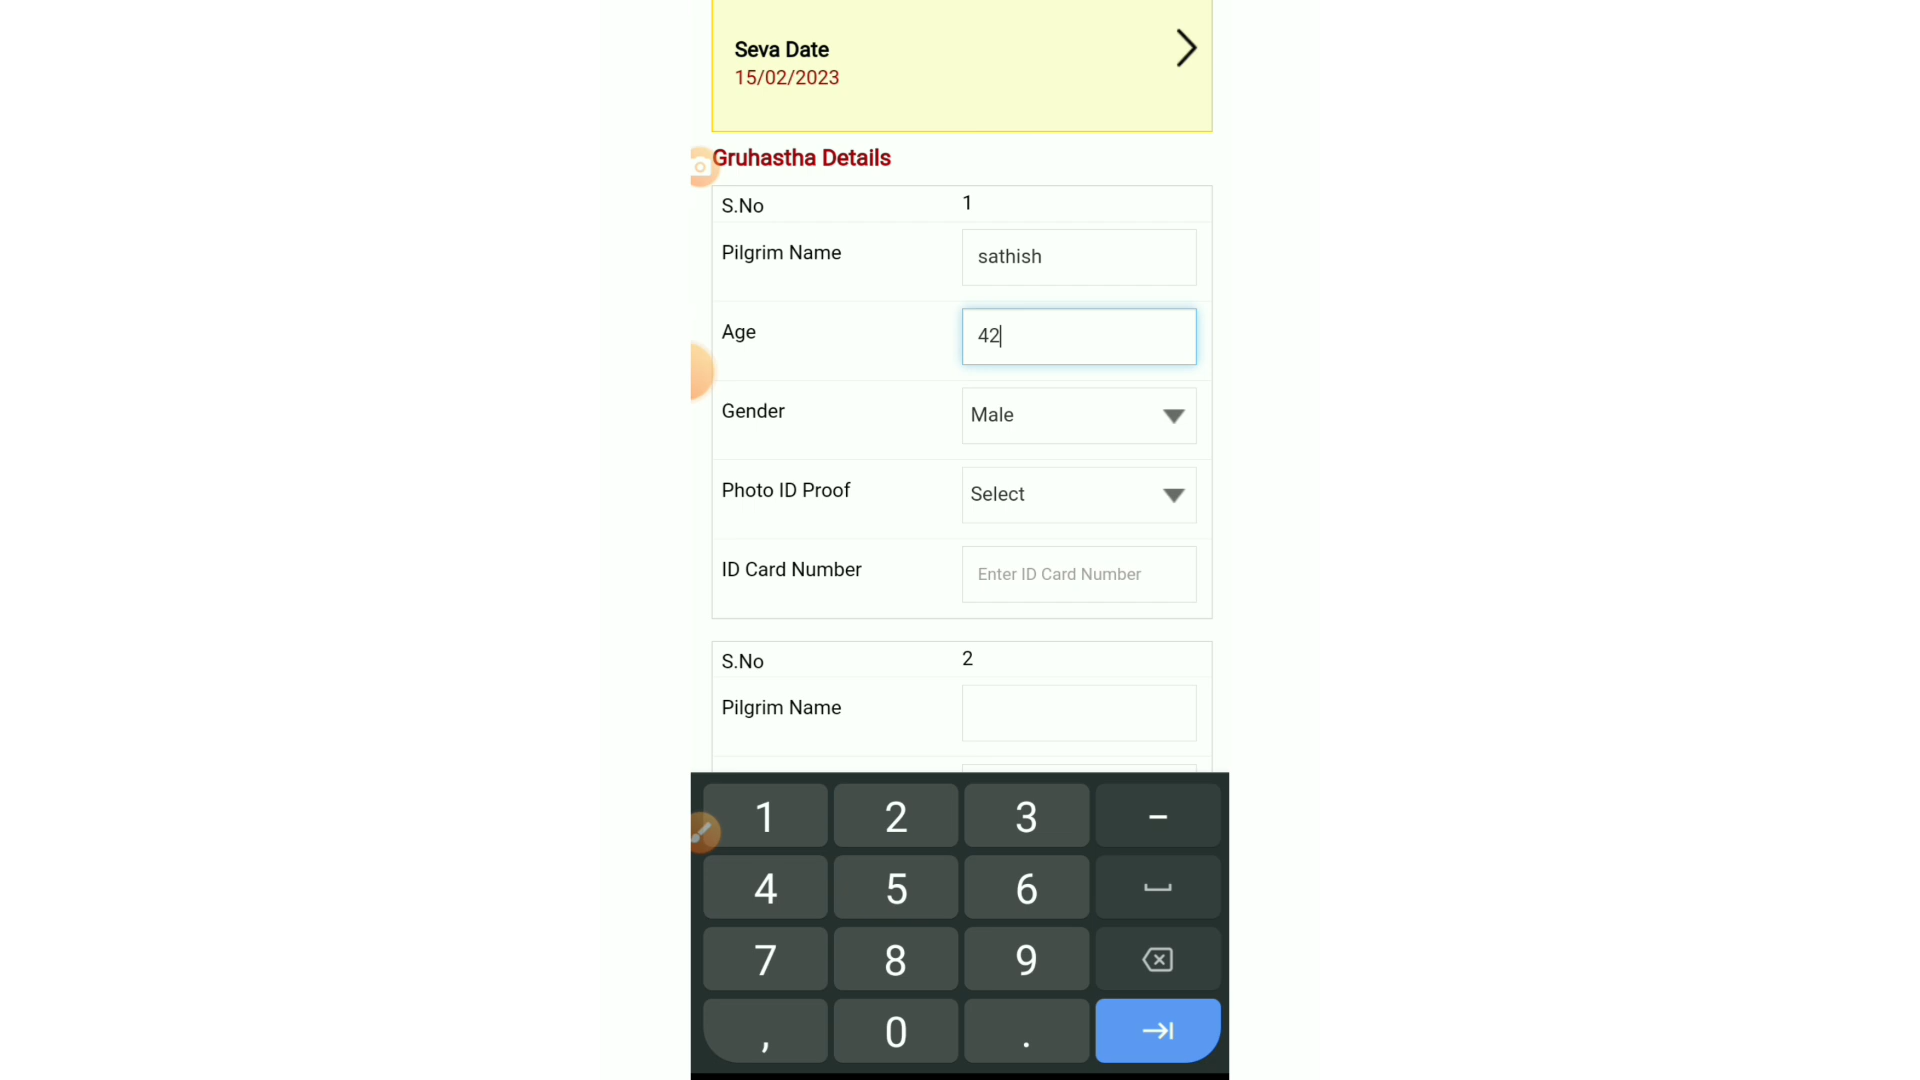 Seva Date
15/02/2023
Gruhastha Details
S.No 1
Pilgrim Name sathish
Age 42
Gender Male
Photo ID Proof Select
ID Card Number Enter ID Card Number
S.No 2
Pilgrim Name
1 2 3 –
4 5 6
7 8 9
, 0 .